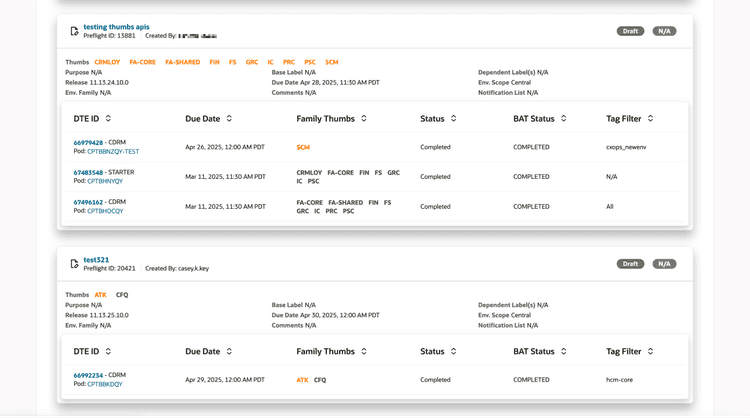 testing thumbs apis
Draft N/A
Preflight ID: 13881 Created By:
Thumbs CRMLOY FA-CORE FA-SHARED FIN FS GRC IC PRC PSC SCM
Purpose N/A Base Label N/A Dependent Label(s) N/A
Release 11.13.24.10.0 Due Date Apr 28, 2025, 11:30 AM PDT Env. Scope Central
Env. Family N/A Comments N/A Notification List N/A
DTE ID Due Date Family Thumbs Status BAT Status Tag Filter
66979428 - CDRM Apr 26, 2025, 12:00 AM PDT SCM Completed COMPLETED cxops_newenv
Pod: CPTBBNZQY-TEST
67483548 - STARTER Mar 11, 2025, 11:30 AM PDT CRMLOY FA-CORE FIN FS GRC Completed COMPLETED N/A
Pod: CPTBHNYQY IC PSC
67496162 - CDRM Mar 11, 2025, 11:30 AM PDT FA-CORE FA-SHARED FIN FS Completed COMPLETED All
Pod: CPTBHOCQY GRC IC PRC PSC
test321
Draft N/A
Preflight ID: 20421 Created By: casey.k.key
Thumbs ATK CFQ
Purpose N/A Base Label N/A Dependent Label(s) N/A
Release 11.13.25.10.0 Due Date Apr 30, 2025, 12:00 AM PDT Env. Scope Central
Env. Family N/A Comments N/A Notification List N/A
DTE ID Due Date Family Thumbs Status BAT Status Tag Filter
66992234 - CDRM Apr 29, 2025, 12:00 AM PDT ATK CFQ Completed COMPLETED hcm-core
Pod: CPTBBKDQY